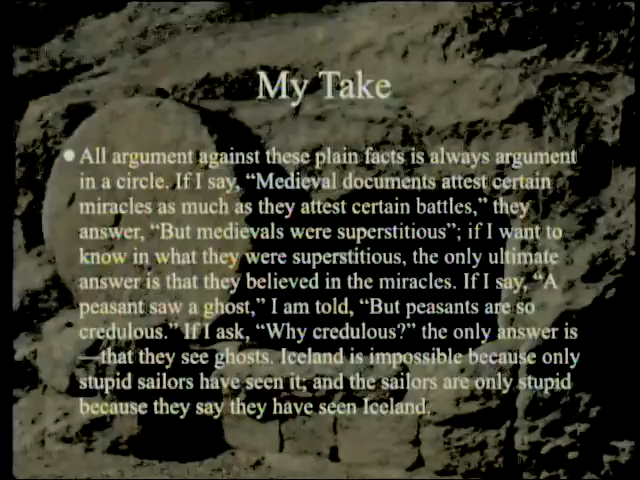 My Take
● All argument against these plain facts is always argument
in a circle. If I say, “Medieval documents attest certain
miracles as much as they attest certain battles,” they
answer, “But medievals were superstitious”; if I want to
know in what they were superstitious, the only ultimate
answer is that they believed in the miracles. If I say, “A
peasant saw a ghost,” I am told, “But peasants are so
credulous.” If I ask, “Why credulous?” the only answer is
—that they see ghosts. Iceland is impossible because only
stupid sailors have seen it; and the sailors are only stupid
because they say they have seen Iceland.